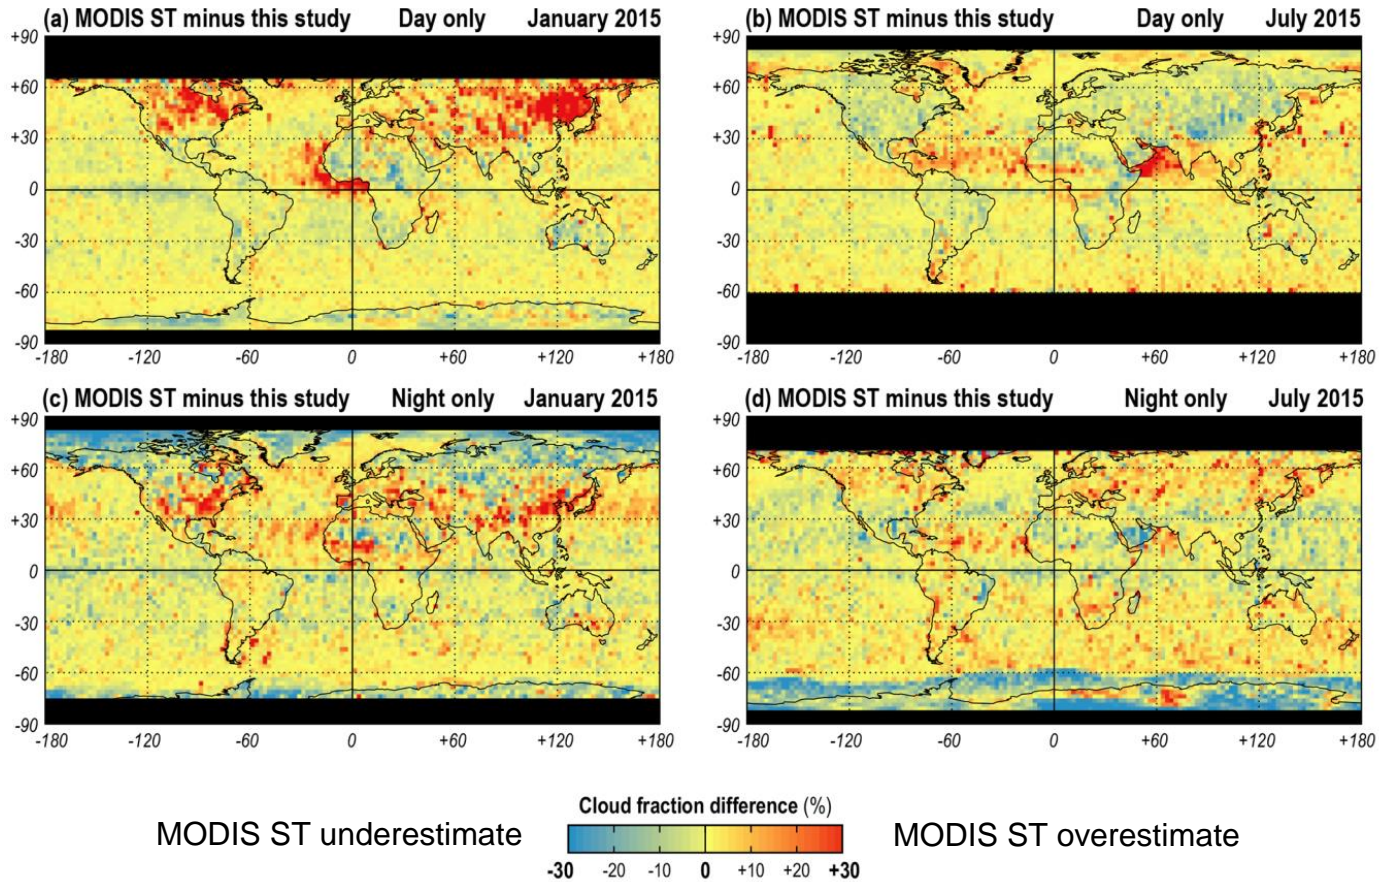 (a) MODIS ST minus this study Day only January 2015
+90
+60
+30
0
-30
-60
-90
-180 -120 -60 0 +60 +120 +180
(b) MODIS ST minus this study Day only July 2015
+90
+60
+30
0
-30
-60
-90
-180 -120 -60 0 +60 +120 +180
(c) MODIS ST minus this study Night only January 2015
+90
+60
+30
0
-30
-60
-90
-180 -120 -60 0 +60 +120 +180
(d) MODIS ST minus this study Night only July 2015
+90
+60
+30
0
-30
-60
-90
-180 -120 -60 0 +60 +120 +180
Cloud fraction difference (%)
MODIS ST underestimate
MODIS ST overestimate
-30 -20 -10 0 +10 +20 +30